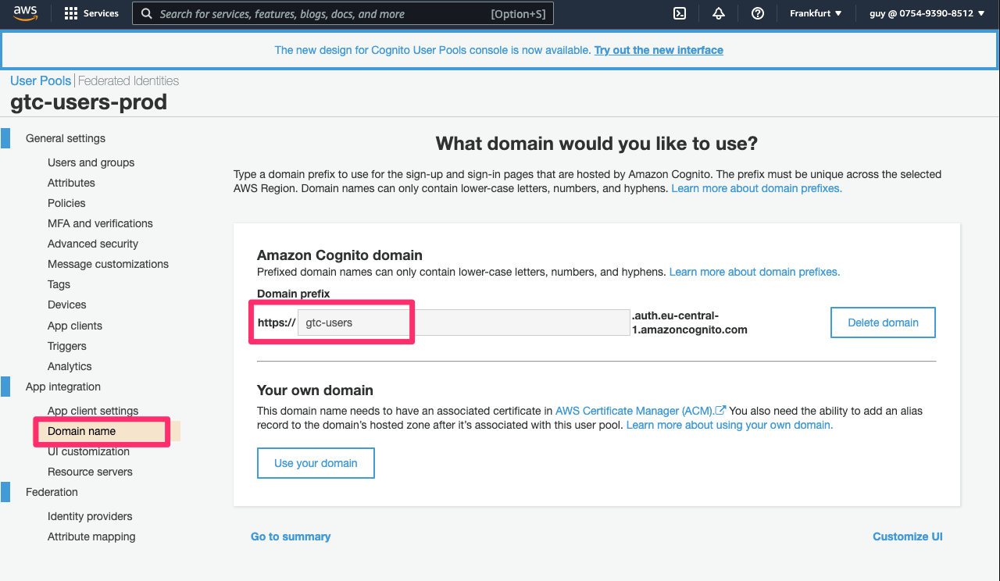 aws
Services
Search for services, features, blogs, docs, and more
[Option+S]
Frankfurt
guy @ 0754-9390-8512
The new design for Cognito User Pools console is now available. Try out the new interface
User Pools Federated Identities
gtc-users-prod
General settings
Users and groups
Attributes
Policies
MFA and verifications
Advanced security
Message customizations
Tags
Devices
App clients
Triggers
Analytics
App integration
App client settings
Domain name
UI customization
Resource servers
Federation
Identity providers
Attribute mapping
What domain would you like to use?
Type a domain prefix to use for the sign-up and sign-in pages that are hosted by Amazon Cognito. The prefix must be unique across the selected
AWS Region. Domain names can only contain lower-case letters, numbers, and hyphens. Learn more about domain prefixes.
Amazon Cognito domain
Prefixed domain names can only contain lower-case letters, numbers, and hyphens. Learn more about domain prefixes.
Domain prefix
https:// gtc-users
.auth.eu-central-
1.amazoncognito.com
Delete domain
Your own domain
This domain name needs to have an associated certificate in AWS Certificate Manager (ACM). You also need the ability to add an alias
record to the domain’s hosted zone after it’s associated with this user pool. Learn more about using your own domain.
Use your domain
Go to summary
Customize UI